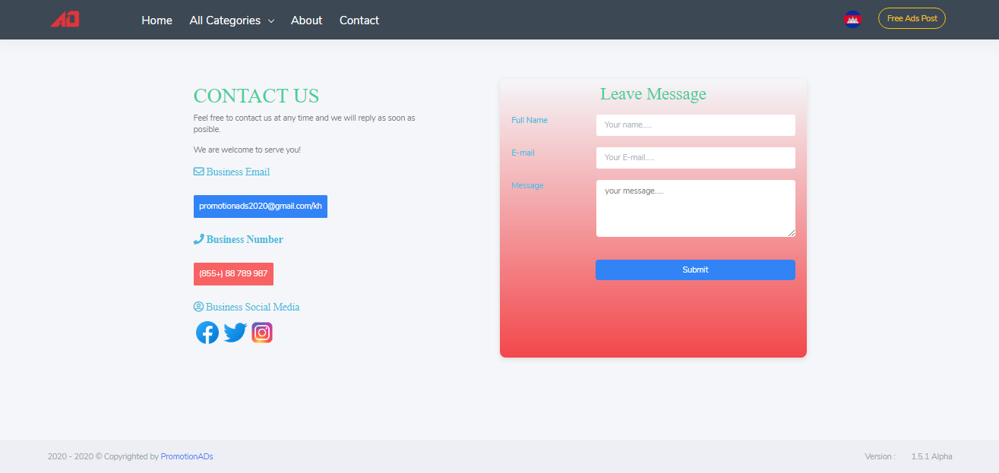 AD
Home All Categories About Contact
Free Ads Post
CONTACT US
Feel free to contact us at any time and we will reply as soon as
posible.
We are welcome to serve you!
Business Email
promotionads2020@gmail.com/kh
Business Number
(855+) 88 789 987
Business Social Media
Leave Message
Full Name
Your name.....
E-mail
Your E-mail.....
Message
your message.....
Submit
2020 - 2020 © Copyrighted by PromotionADs
Version : 1.5.1 Alpha